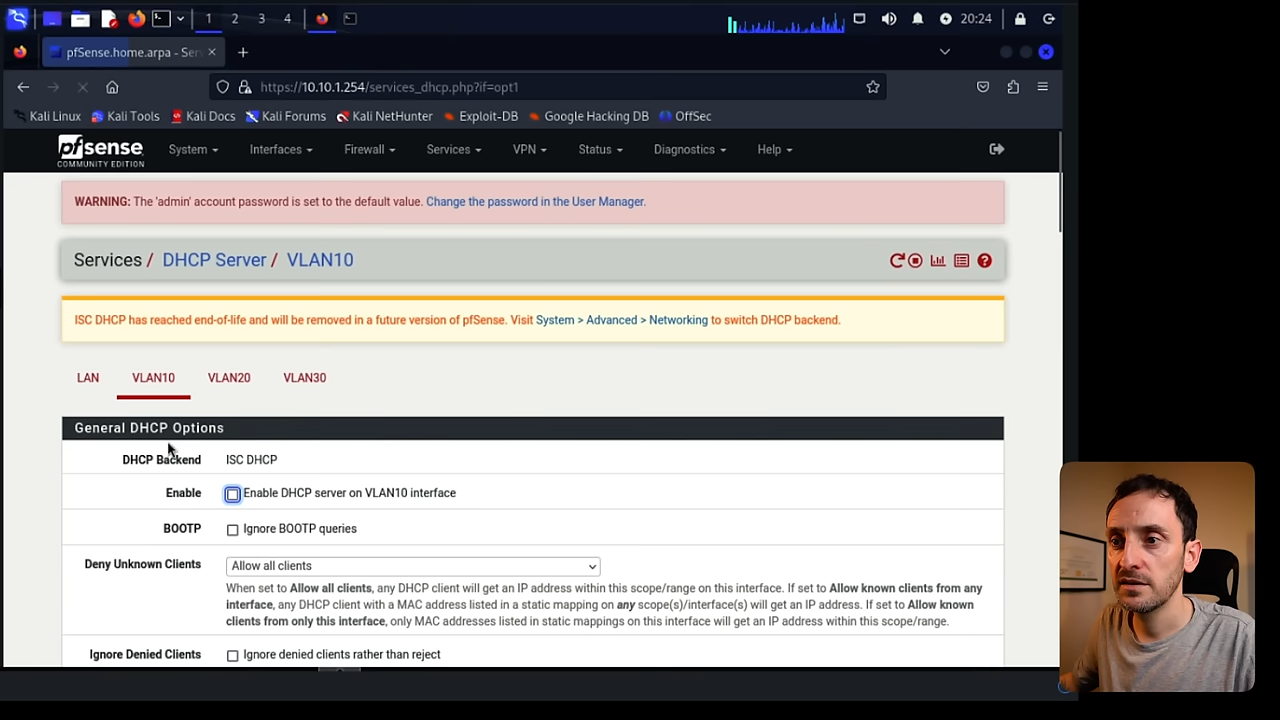 1 2 3 4 20:24
pfSense.home.arpa - Ser
https://10.10.1.254/services_dhcp.php?if=opt1
Kali Linux Kali Tools Kali Docs Kali Forums Kali NetHunter Exploit-DB Google Hacking DB OffSec
pfsense System Interfaces Firewall Services VPN Status Diagnostics Help
COMMUNITY EDITION
WARNING: The 'admin' account password is set to the default value. Change the password in the User Manager.
Services / DHCP Server / VLAN10
ISC DHCP has reached end-of-life and will be removed in a future version of pfSense. Visit System > Advanced > Networking to switch DHCP backend.
LAN VLAN10 VLAN20 VLAN30
General DHCP Options
DHCP Backend ISC DHCP
Enable Enable DHCP server on VLAN10 interface
BOOTP Ignore BOOTP queries
Deny Unknown Clients Allow all clients
When set to Allow all clients, any DHCP client will get an IP address within this scope/range on this interface. If set to Allow known clients from any
interface, any DHCP client with a MAC address listed in a static mapping on any scope(s)/interface(s) will get an IP address. If set to Allow known
clients from only this interface, only MAC addresses listed in static mappings on this interface will get an IP address within this scope/range.
Ignore Denied Clients Ignore denied clients rather than reject